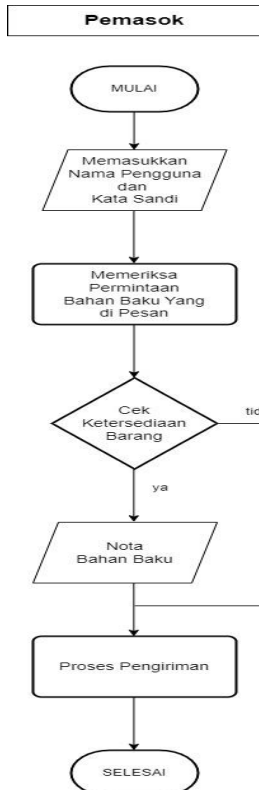 Pemasok
MULAI
Memasukkan
Nama Pengguna
dan
Kata Sandi
Memeriksa
Permintaan
Bahan Baku Yang
di Pesan
Cek
Ketersediaan
Barang
ya
Nota
Bahan Baku
Proses Pengiriman
SELESAI